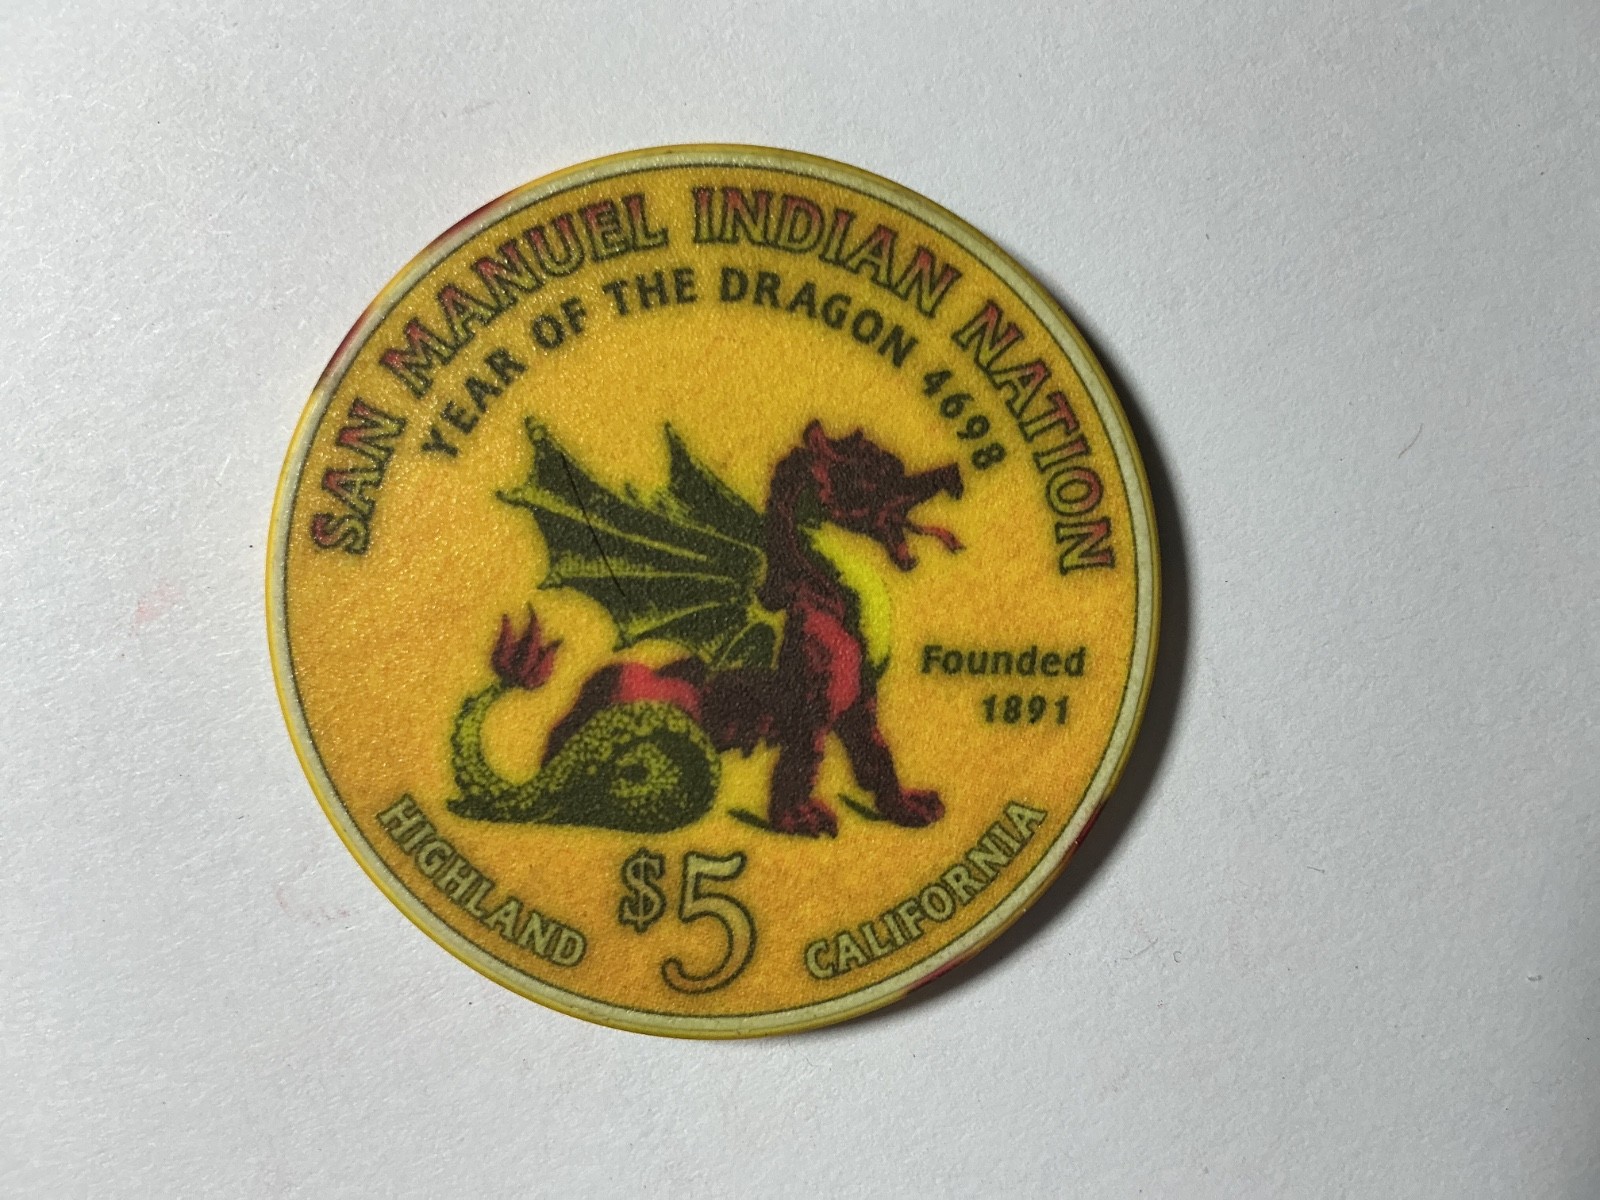 SAN MANUEL INDIAN NATION
YEAR OF THE DRAGON 4698
Founded
1891
HIGHLAND
$5
CALIFORNIA